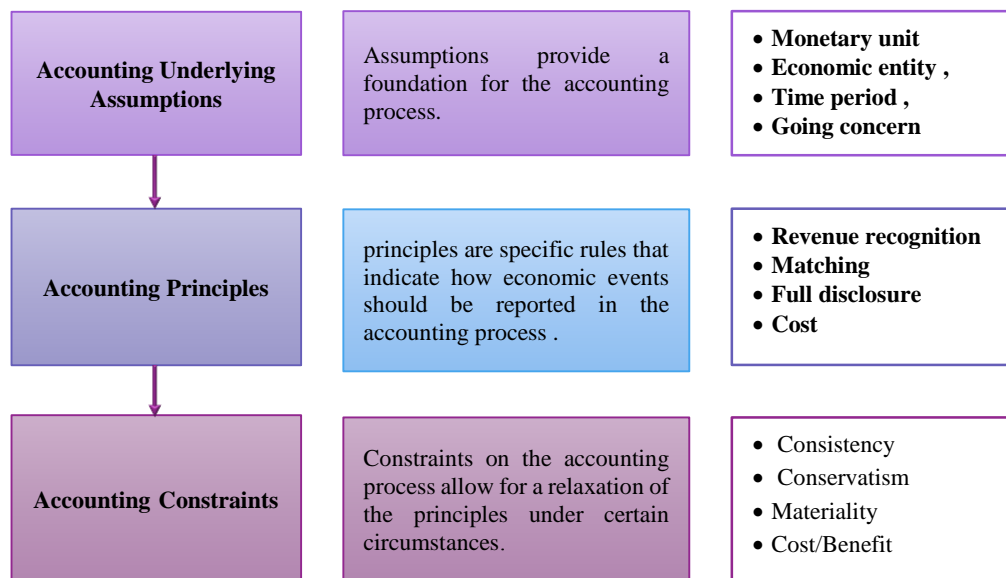 Accounting Underlying
Assumptions
Assumptions provide a
foundation for the accounting
process.
• Monetary unit
• Economic entity ,
• Time period ,
• Going concern
Accounting Principles
principles are specific rules that
indicate how economic events
should be reported in the
accounting process .
• Revenue recognition
• Matching
• Full disclosure
• Cost
Accounting Constraints
Constraints on the accounting
process allow for a relaxation of
the principles under certain
circumstances.
• Consistency
• Conservatism
• Materiality
• Cost/Benefit